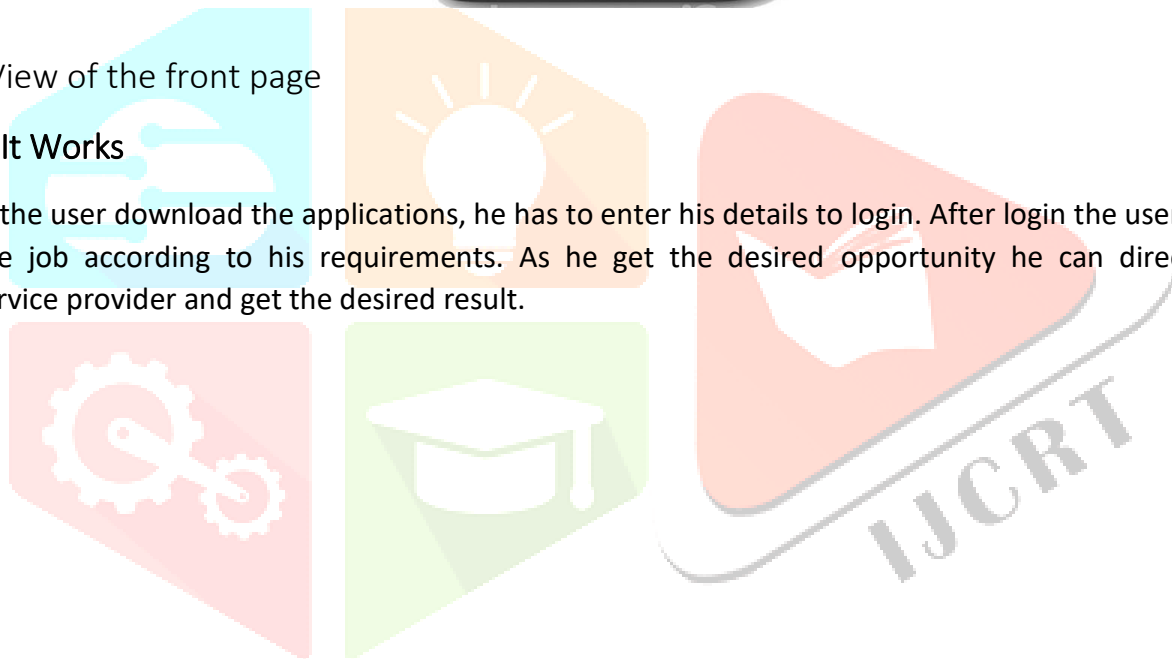 View of the front page
It Works
the user download the applications, he has to enter his details to login. After login the use
e job according to his requirements. As he get the desired opportunity he can direc
rvice provider and get the desired result.
IJCRT